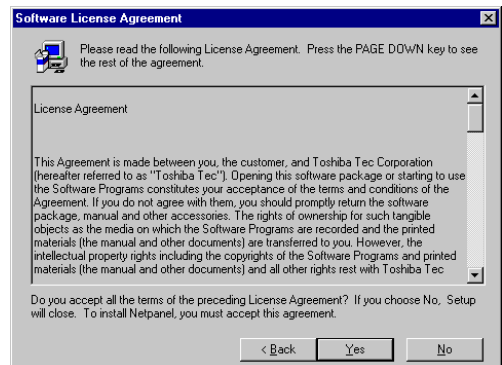 Software License Agreement
Please read the following License Agreement. Press the PAGE DOWN key to see
the rest of the agreement.
License Agreement
This Agreement is made between you, the customer, and Toshiba Tec Corporation
(hereafter referred to as "Toshiba Tec"). Opening this software package or starting to use
the Software Programs constitutes your acceptance of the terms and conditions of the
Agreement. If you do not agree with them, you should promptly return the software
package, manual and other accessories. The rights of ownership for such tangible
objects as the media on which the Software Programs are recorded and the printed
materials (the manual and other documents) are transferred to you. However, the
intellectual property rights including the copyrights of the Software Programs and printed
materials (the manual and other documents) and all other rights rest with Toshiba Tec
Do you accept all the terms of the preceding License Agreement? If you choose No, Setup
will close. To install Netpanel, you must accept this agreement.
< Back Yes No